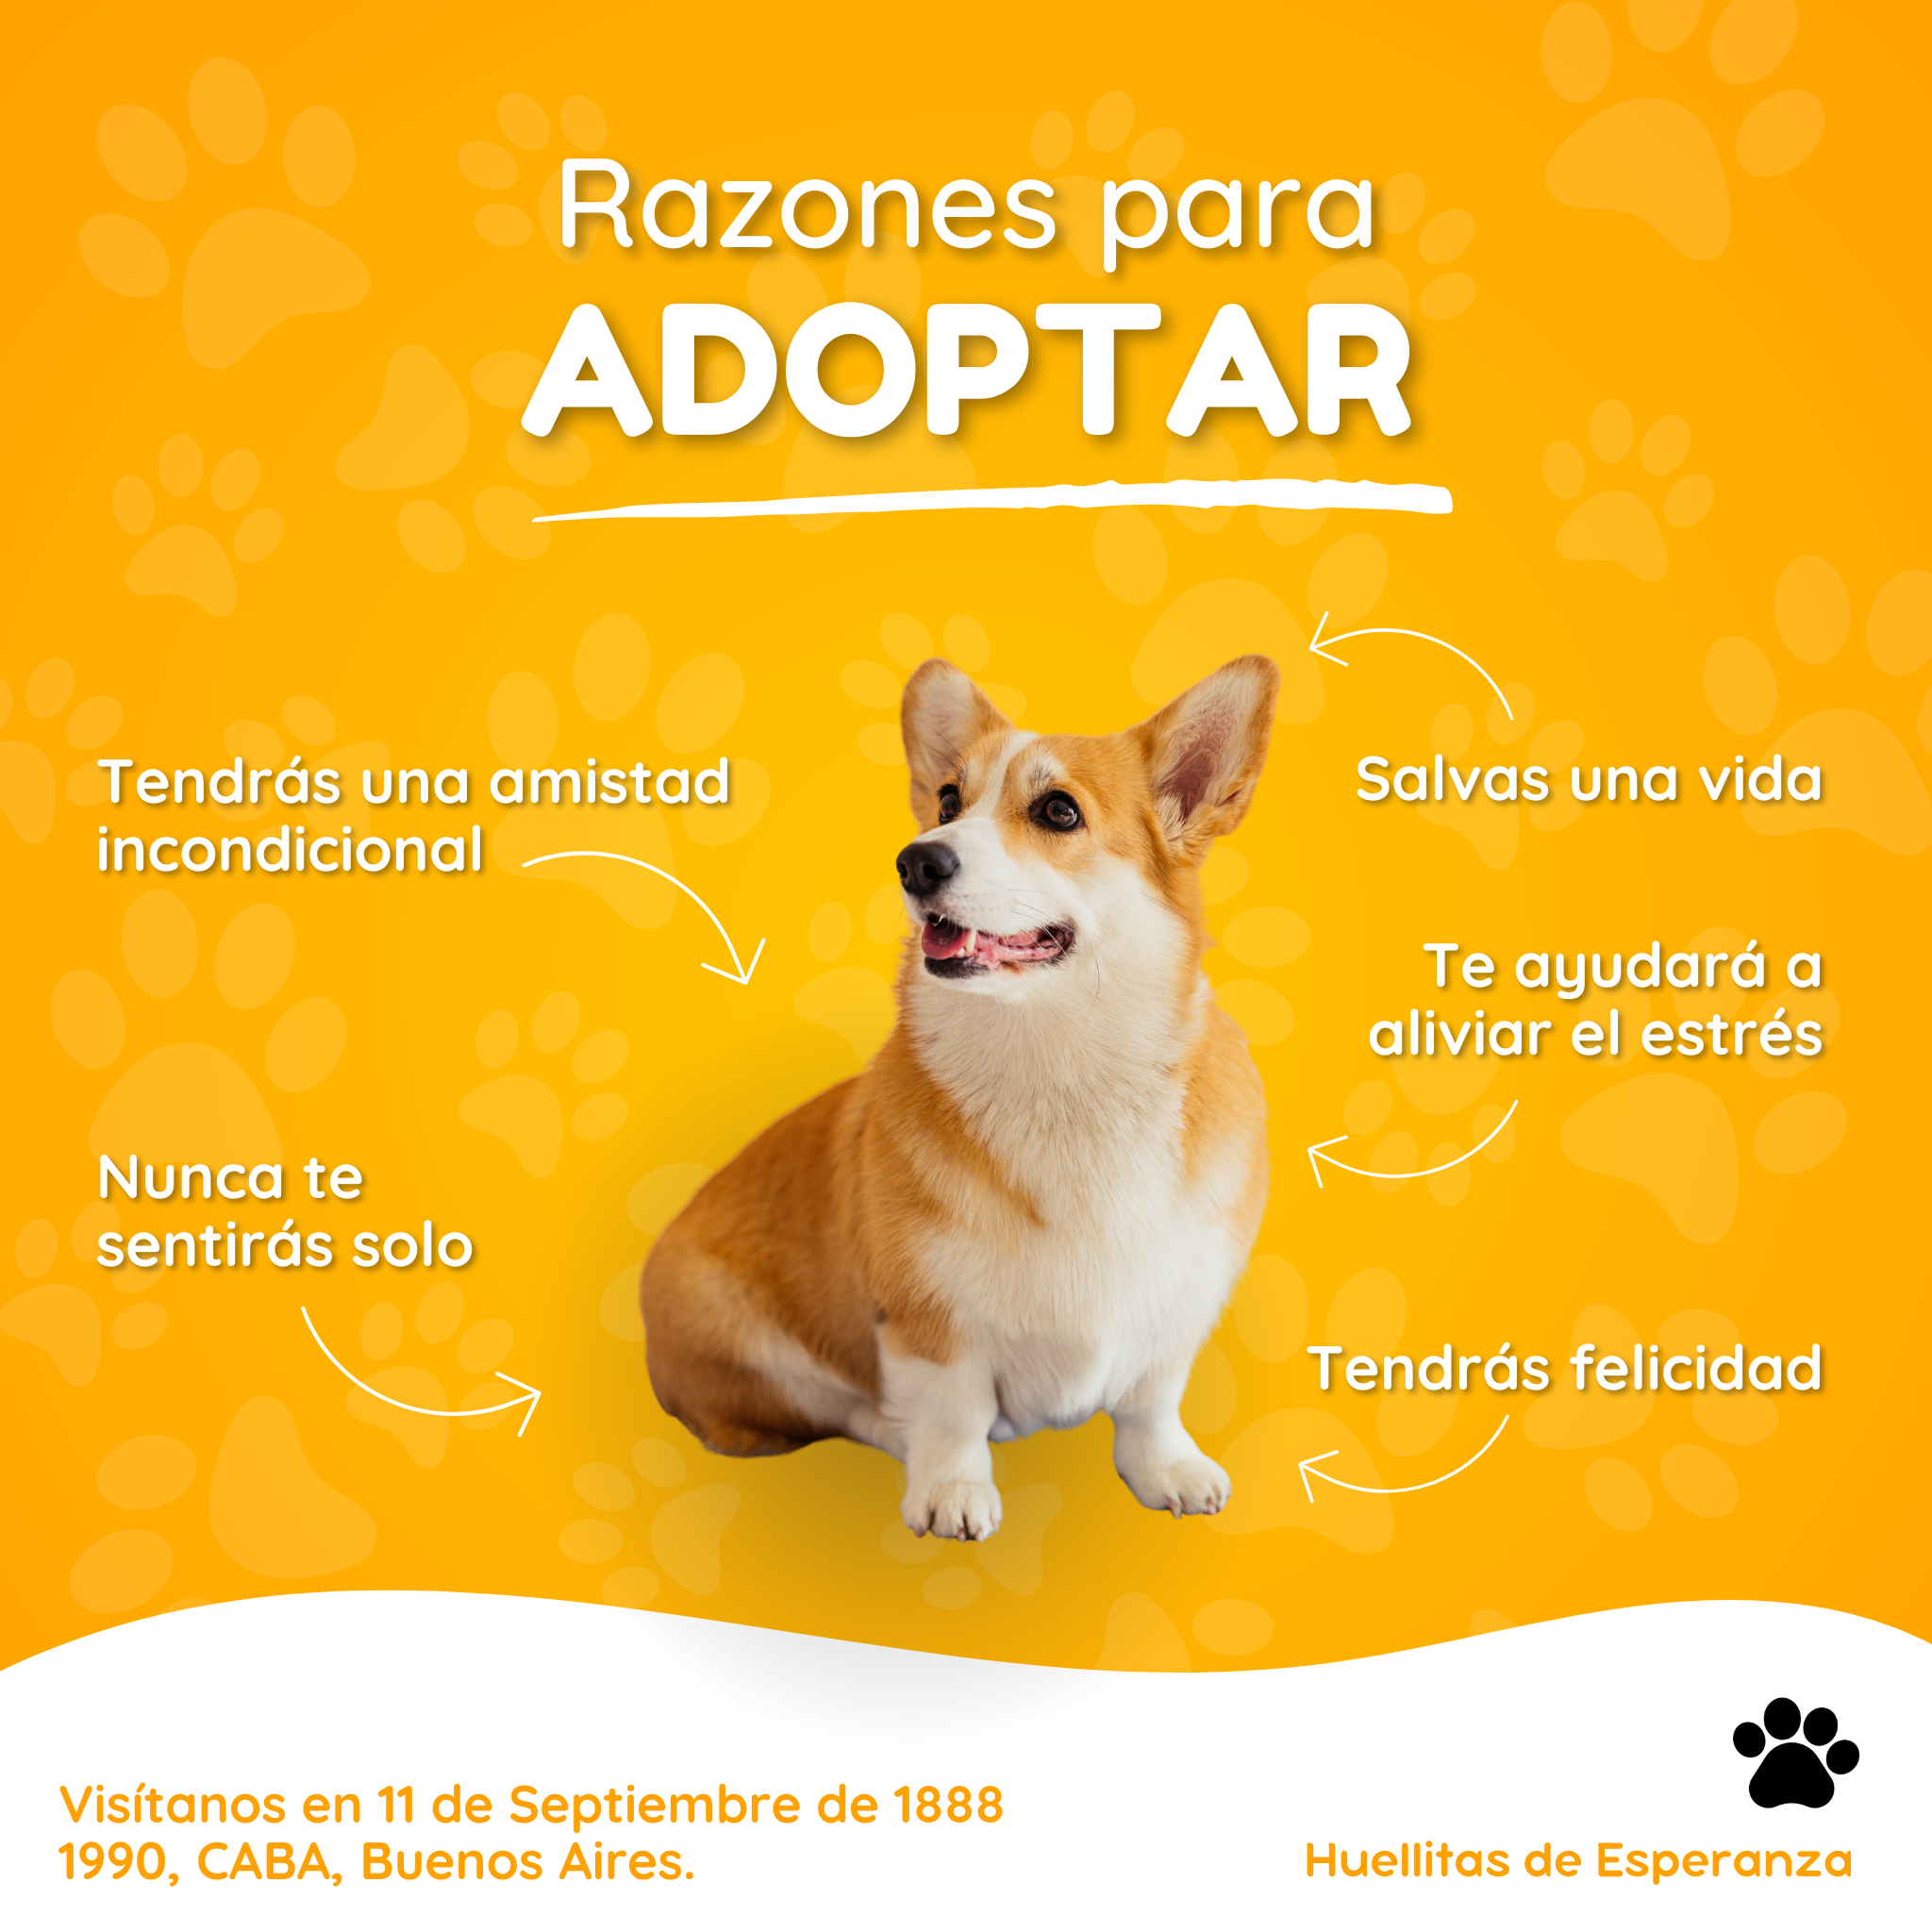 Razones para
ADOPTAR
Tendrás una amistad
incondicional
Salvas una vida
Te ayudará a
aliviar el estrés
Nunca te
sentirás solo
Tendrás felicidad
Visítanos en 11 de Septiembre de 1888
1990, CABA, Buenos Aires.
Huellitas de Esperanza